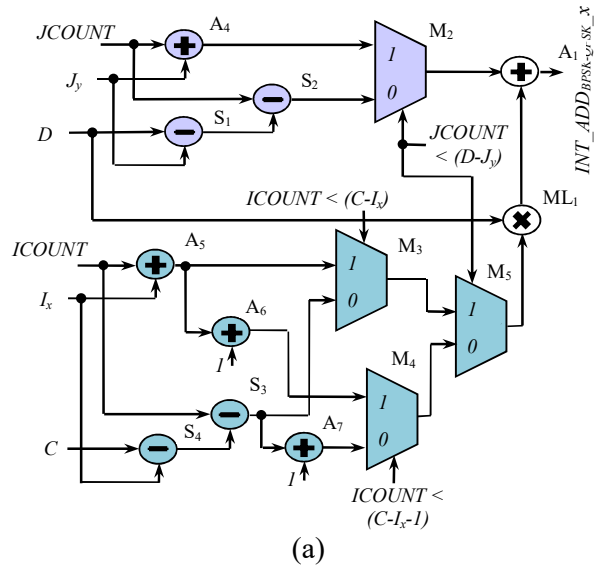 JCOUNT
A4
M2
A1
INT_ADDBPSK-QPSK_x
1
Jy
S2
0
D
S1
JCOUNT
< (D-Jy)
ICOUNT < (C-Ix)
ML1
ICOUNT
A5
M3
M5
1
Ix
0
A6
1
1
0
M4
S3
1
C
S4
A7
0
1
ICOUNT <
(C-Ix-1)
(a)